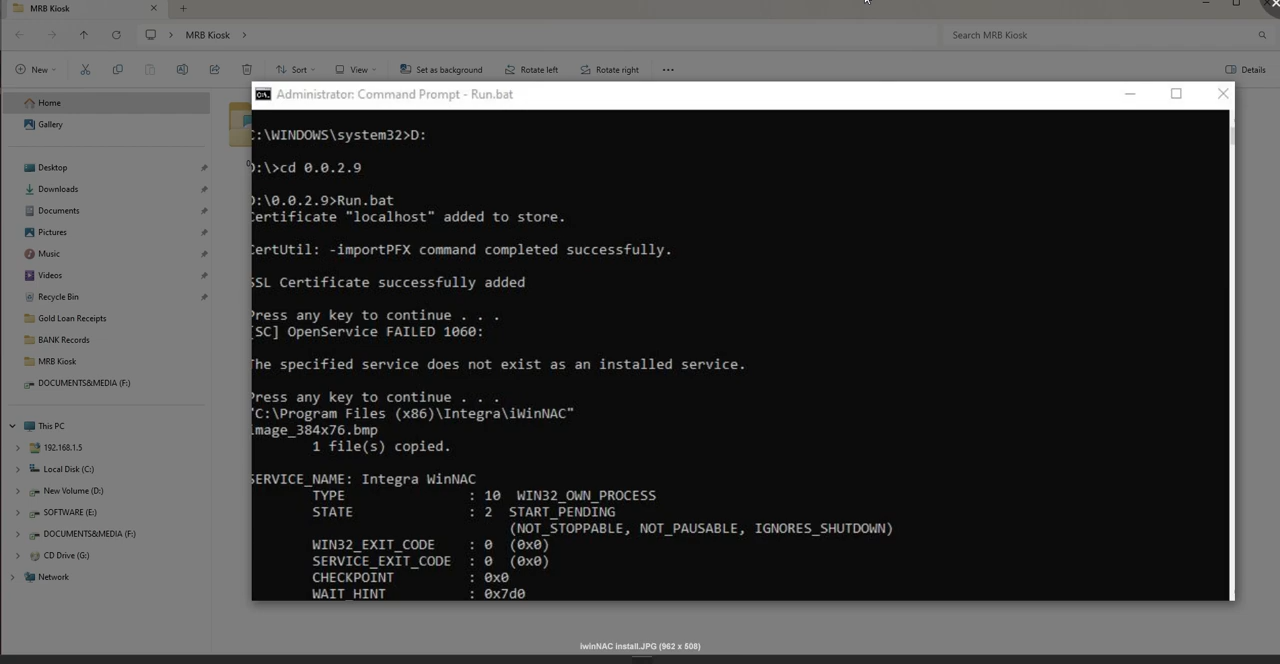 MRB Kiosk
MRB Kiosk
Search MRB Kiosk
New
Sort
View
Set as background
Rotate left
Rotate right
Details
Home
Gallery
Desktop
Downloads
Documents
Pictures
Music
Videos
Recycle Bin
Gold Loan Receipts
BANK Records
MRB Kiosk
DOCUMENTS&MEDIA (F:)
This PC
192.168.1.5
Local Disk (C:)
New Volume (D:)
SOFTWARE (E:)
DOCUMENTS&MEDIA (F:)
CD Drive (G:)
Network
Administrator: Command Prompt - Run.bat
C:\WINDOWS\system32>D:
D:\>cd 0.0.2.9
D:\0.0.2.9>Run.bat
Certificate "localhost" added to store.
CertUtil: -importPFX command completed successfully.
SSL Certificate successfully added
Press any key to continue . . .
[SC] OpenService FAILED 1060:
The specified service does not exist as an installed service.
Press any key to continue . . .
"C:\Program Files (x86)\Integra\iWinNAC"
image_384x76.bmp
1 file(s) copied.
SERVICE_NAME: Integra WinNAC
TYPE : 10 WIN32_OWN_PROCESS
STATE : 2 START_PENDING
(NOT_STOPPABLE, NOT_PAUSABLE, IGNORES_SHUTDOWN)
WIN32_EXIT_CODE : 0 (0x0)
SERVICE_EXIT_CODE : 0 (0x0)
CHECKPOINT : 0x0
WAIT_HINT : 0x7d0
iwinNAC install.JPG (962 x 508)